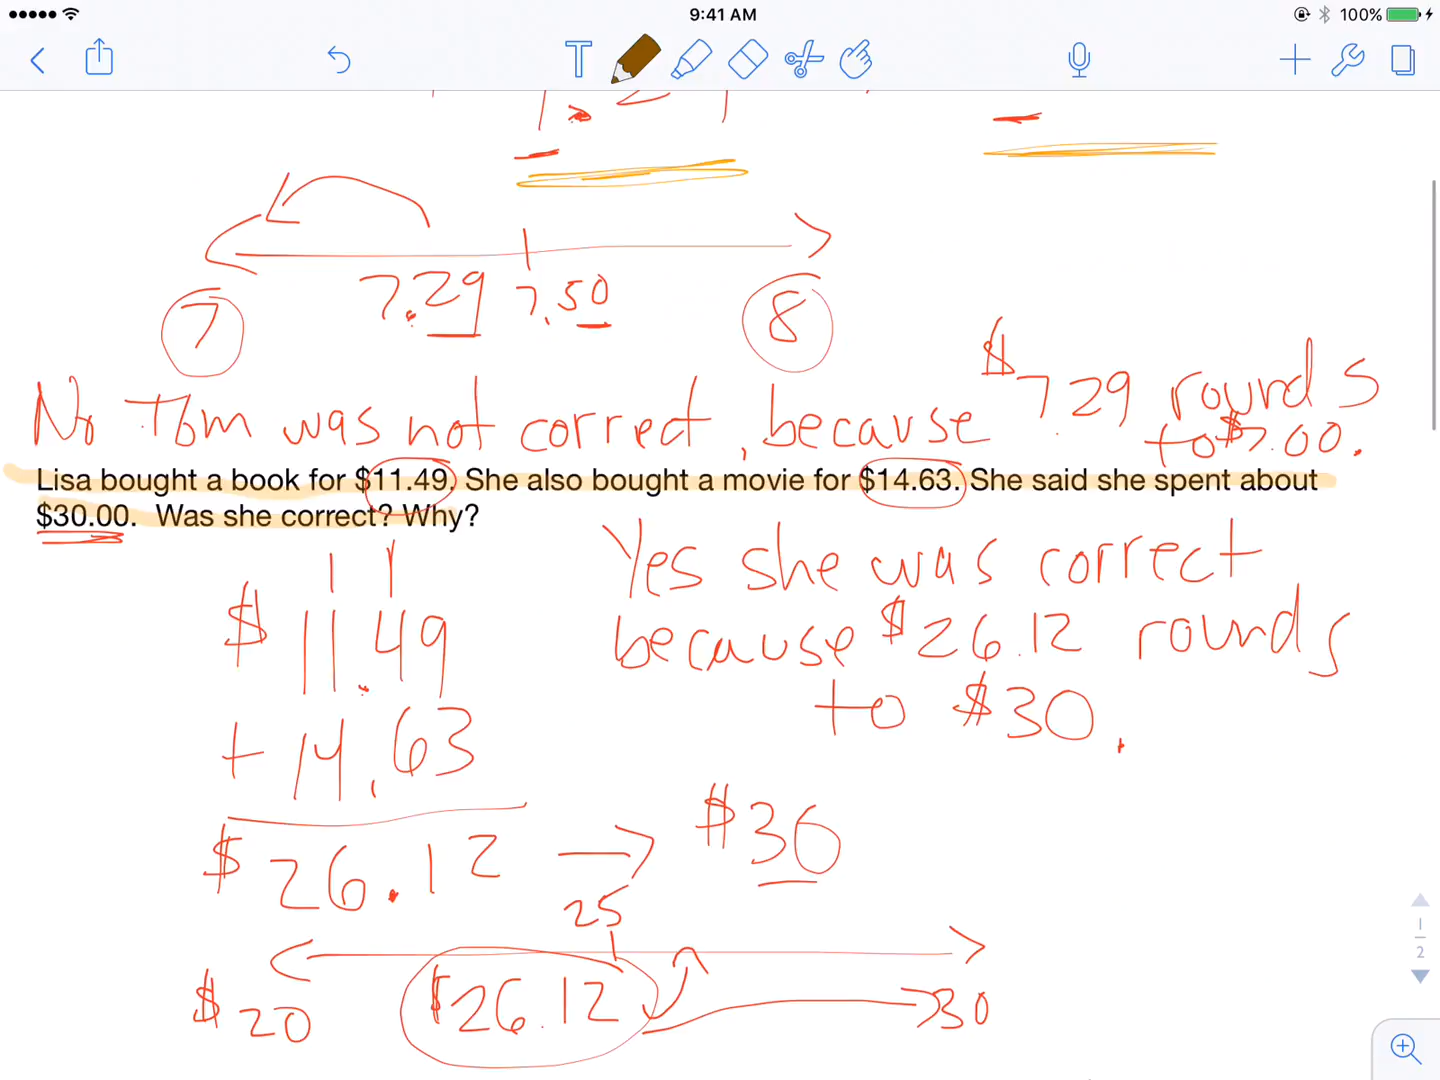 9:41 AM
100%
T
7.29 7.50
7
8
$7.29 rounds
No Tom was not correct, because
to $7.00.
Lisa bought a book for $11.49. She also bought a movie for $14.63. She said she spent about
$30.00. Was she correct? Why?
Yes she was correct
because $26.12 rounds
to $30.
1 1
$11.49
+ 14.63
$26.12
$30
25
$20
$26.12
30
1
2